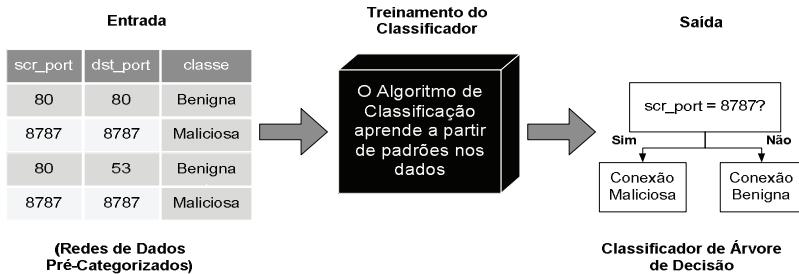 Entrada
Treinamento do
Classificador
Saída
scr_port dst_port classe
80 80 Benigna
8787 8787 Maliciosa
80 53 Benigna
8787 8787 Maliciosa
O Algoritmo de
Classificação
aprende a partir
de padrões nos
dados
scr_port = 8787?
Sim Não
Conexão
Maliciosa
Conexão
Benigna
(Redes de Dados
Pré-Categorizados)
Classificador de Árvore
de Decisão